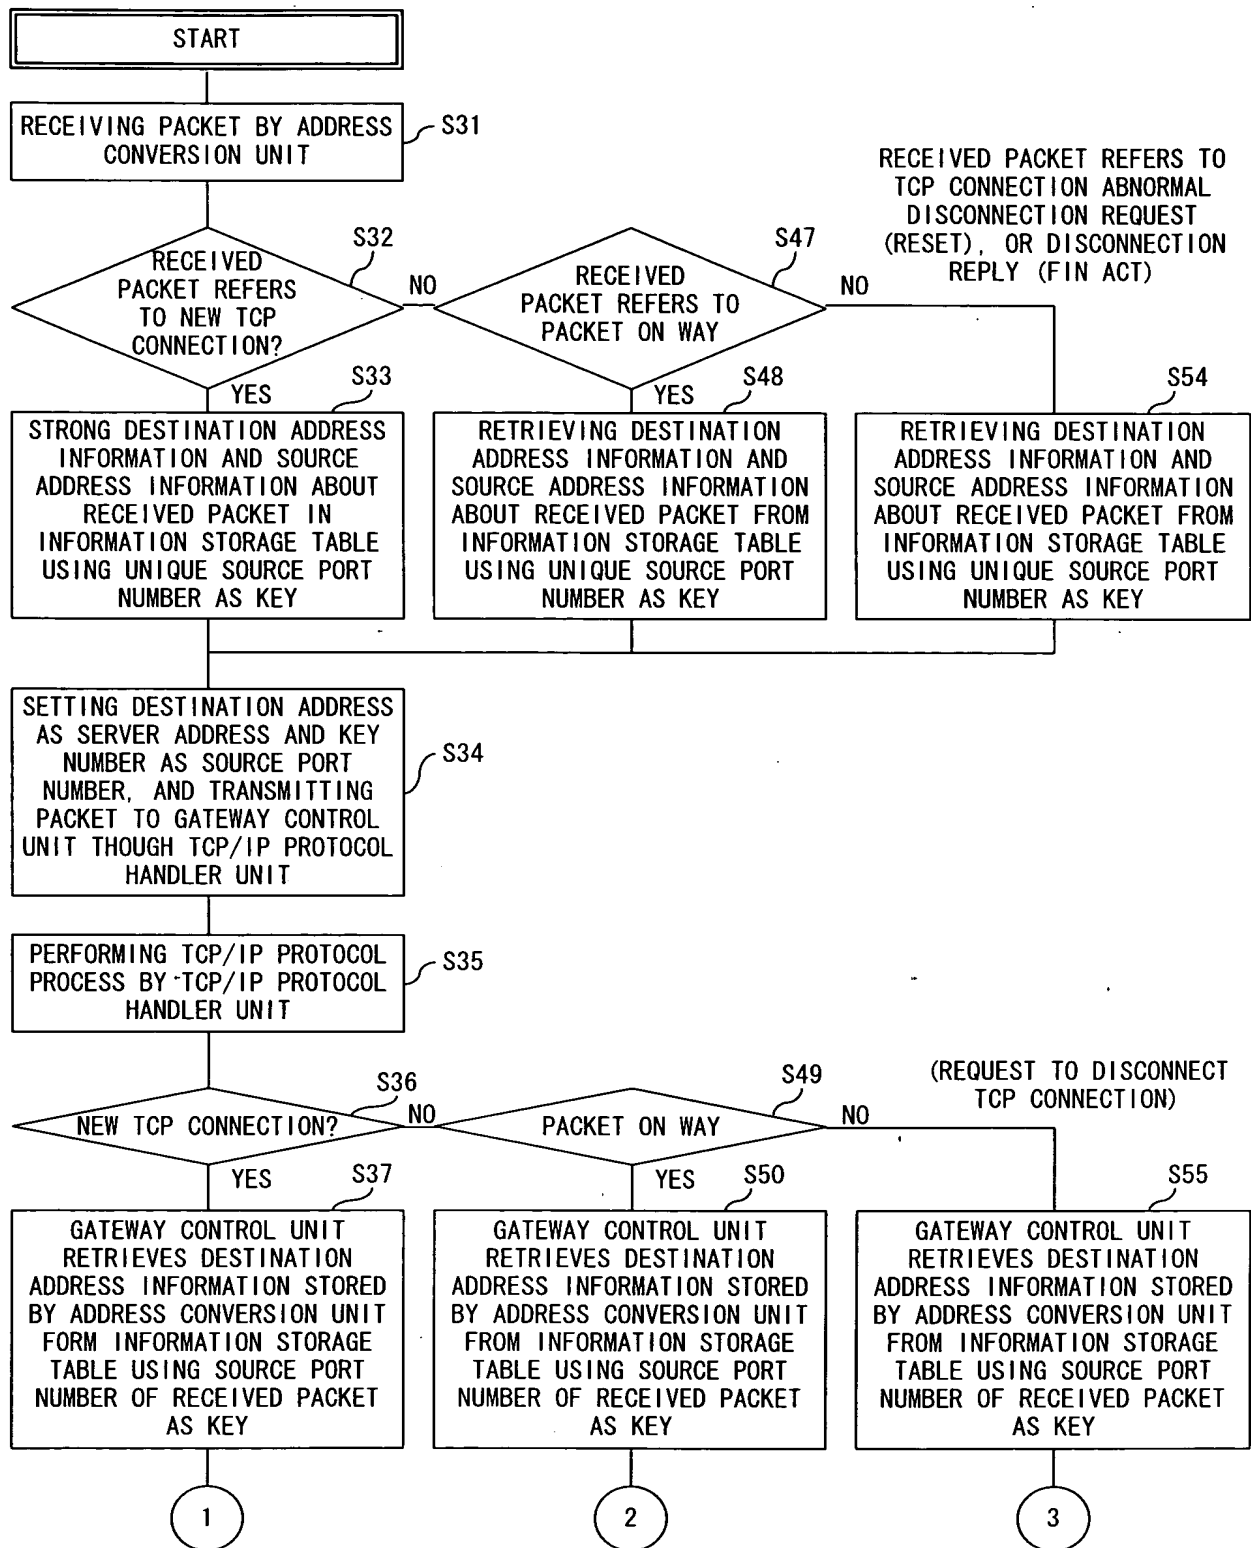 START
RECEIVING PACKET BY ADDRESS
CONVERSION UNIT
S31
RECEIVED PACKET REFERS TO
TCP CONNECTION ABNORMAL
DISCONNECTION REQUEST
(RESET), OR DISCONNECTION
REPLY (FIN ACT)
S32
RECEIVED
PACKET REFERS
TO NEW TCP
CONNECTION?
NO
YES
S47
RECEIVED
PACKET REFERS TO
PACKET ON WAY
NO
YES
S33
STRONG DESTINATION ADDRESS
INFORMATION AND SOURCE
ADDRESS INFORMATION ABOUT
RECEIVED PACKET IN
INFORMATION STORAGE TABLE
USING UNIQUE SOURCE PORT
NUMBER AS KEY
S48
RETRIEVING DESTINATION
ADDRESS INFORMATION AND
SOURCE ADDRESS INFORMATION
ABOUT RECEIVED PACKET FROM
INFORMATION STORAGE TABLE
USING UNIQUE SOURCE PORT
NUMBER AS KEY
S54
RETRIEVING DESTINATION
ADDRESS INFORMATION AND
SOURCE ADDRESS INFORMATION
ABOUT RECEIVED PACKET FROM
INFORMATION STORAGE TABLE
USING UNIQUE SOURCE PORT
NUMBER AS KEY
SETTING DESTINATION ADDRESS
AS SERVER ADDRESS AND KEY
NUMBER AS SOURCE PORT
NUMBER, AND TRANSMITTING
PACKET TO GATEWAY CONTROL
UNIT THOUGH TCP/IP PROTOCOL
HANDLER UNIT
S34
PERFORMING TCP/IP PROTOCOL
PROCESS BY TCP/IP PROTOCOL
HANDLER UNIT
S35
S36
NEW TCP CONNECTION?
NO
YES
S49
PACKET ON WAY
NO
YES
(REQUEST TO DISCONNECT
TCP CONNECTION)
S37
GATEWAY CONTROL UNIT
RETRIEVES DESTINATION
ADDRESS INFORMATION STORED
BY ADDRESS CONVERSION UNIT
FORM INFORMATION STORAGE
TABLE USING SOURCE PORT
NUMBER OF RECEIVED PACKET
AS KEY
S50
GATEWAY CONTROL UNIT
RETRIEVES DESTINATION
ADDRESS INFORMATION STORED
BY ADDRESS CONVERSION UNIT
FROM INFORMATION STORAGE
TABLE USING SOURCE PORT
NUMBER OF RECEIVED PACKET
AS KEY
S55
GATEWAY CONTROL UNIT
RETRIEVES DESTINATION
ADDRESS INFORMATION STORED
BY ADDRESS CONVERSION UNIT
FROM INFORMATION STORAGE
TABLE USING SOURCE PORT
NUMBER OF RECEIVED PACKET
AS KEY
1
2
3